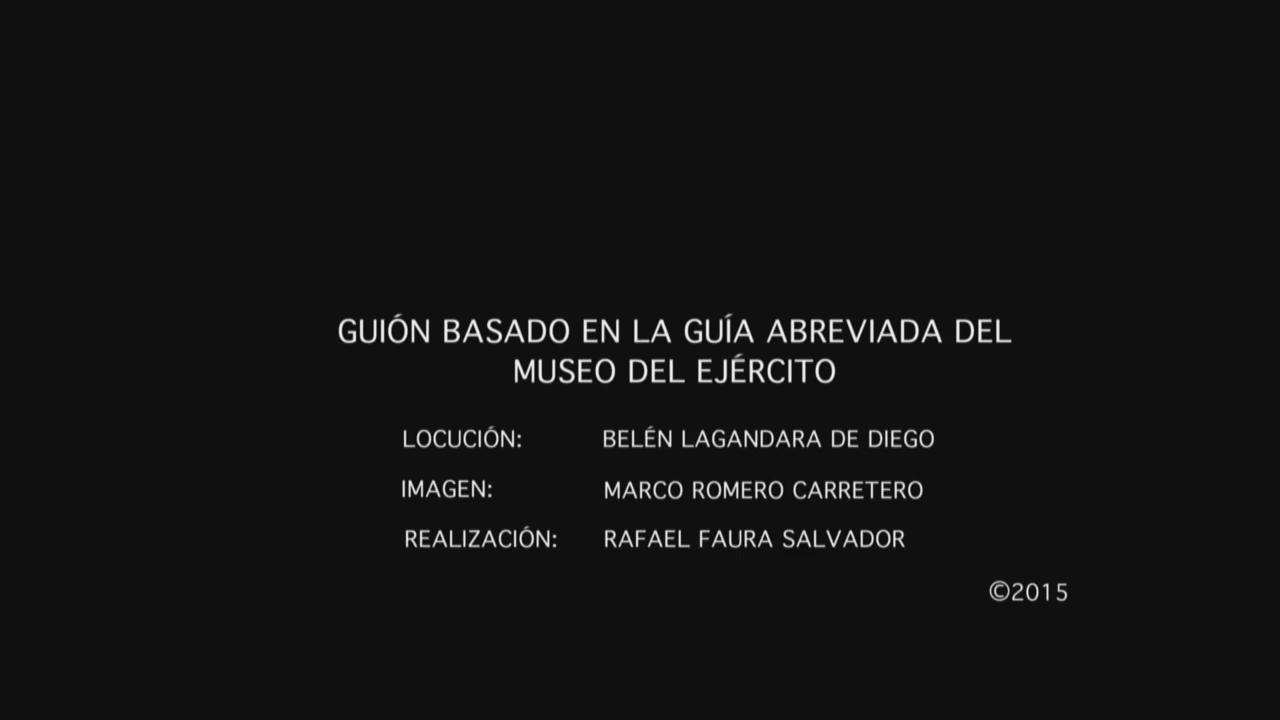 GUIÓN BASADO EN LA GUÍA ABREVIADA DEL
MUSEO DEL EJÉRCITO
LOCUCIÓN: BELÉN LAGANDARA DE DIEGO
IMAGEN: MARCO ROMERO CARRETERO
REALIZACIÓN: RAFAEL FAURA SALVADOR
©2015